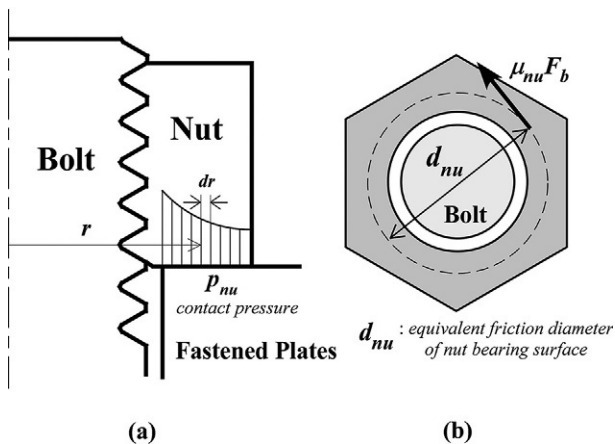 Bolt
Nut
dr
r
p_nu
contact pressure
Fastened Plates
(a)
μ_nu F_b
d_nu
Bolt
d_nu : equivalent friction diameter
of nut bearing surface
(b)